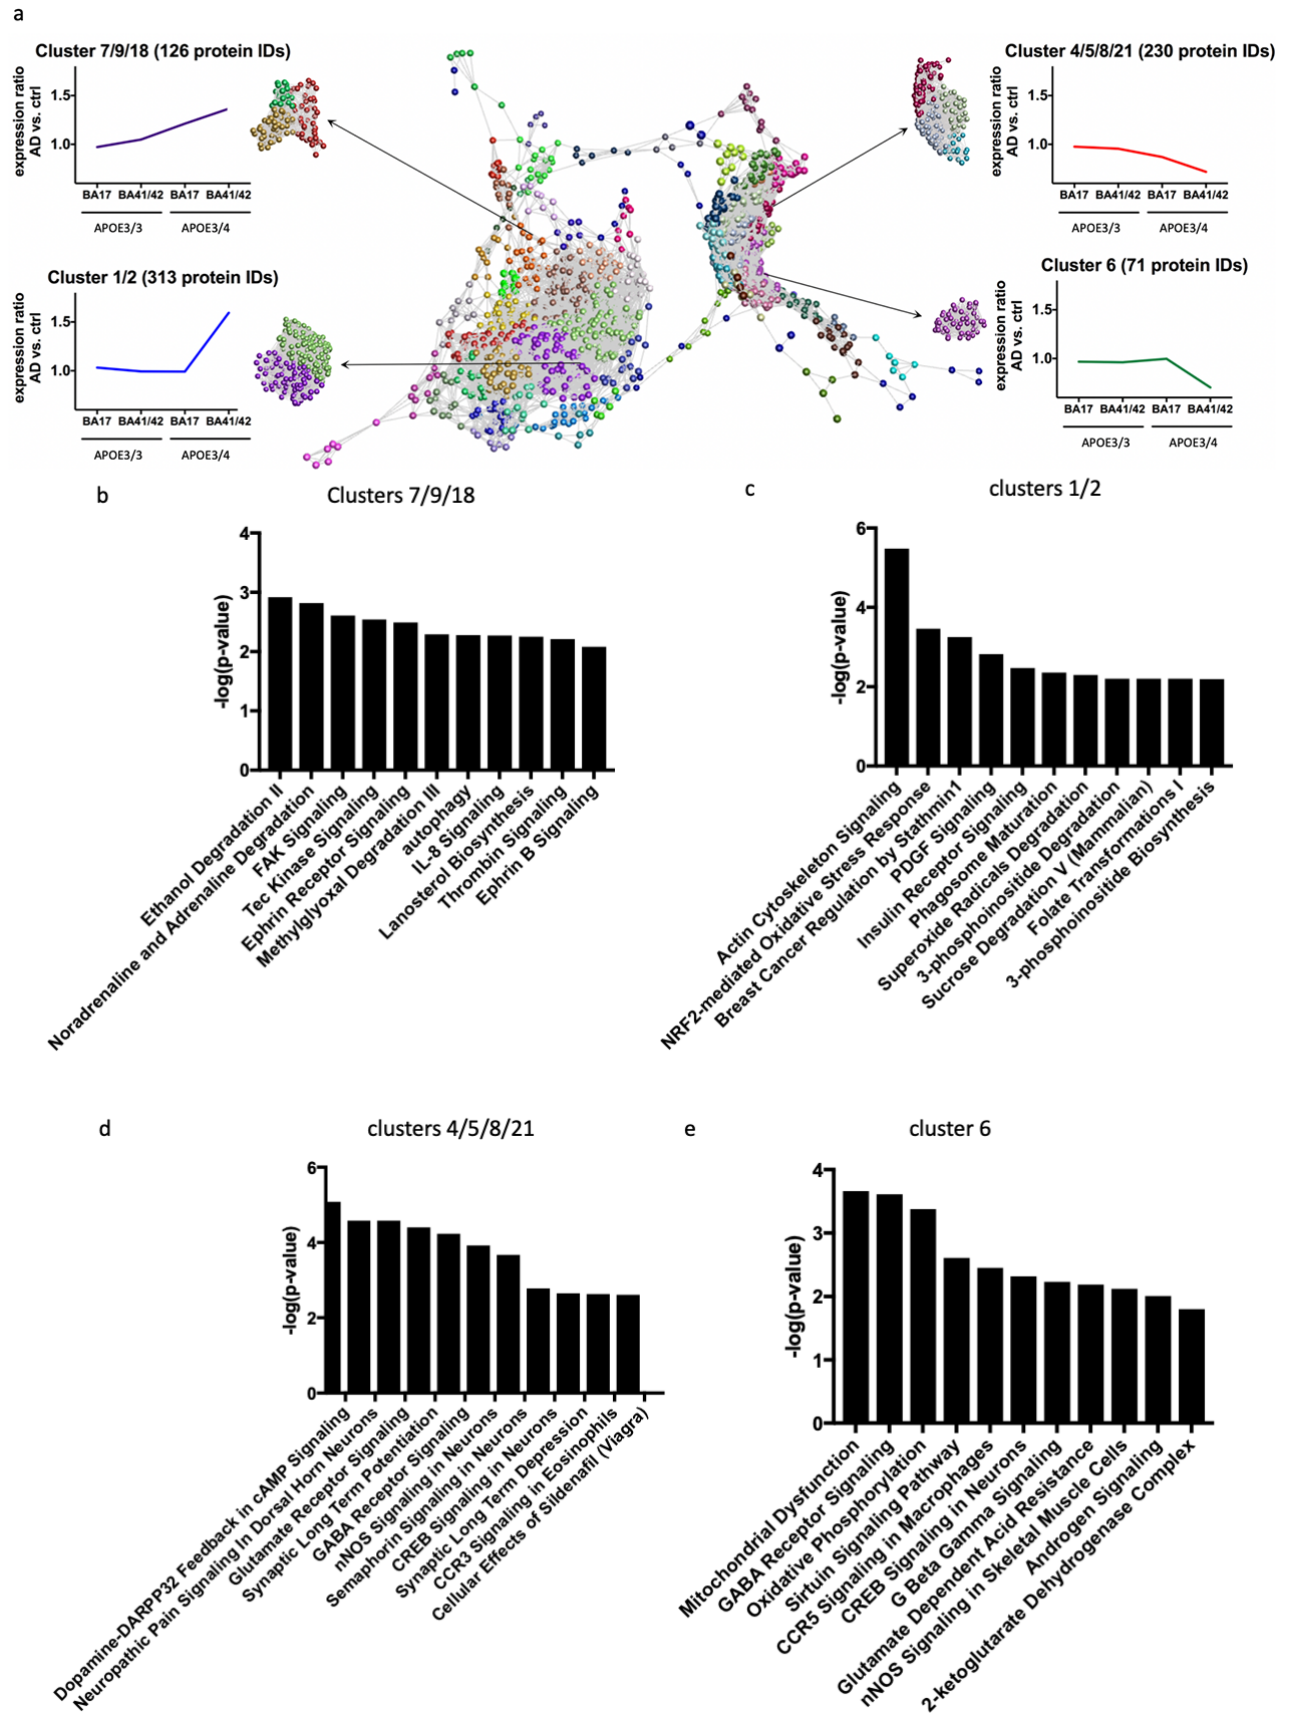 a
Cluster 7/9/18 (126 protein IDs)
expression ratio
AD vs. ctrl
1.5
1.0
BA17 BA41/42 BA17 BA41/42
APOE3/3 APOE3/4
Cluster 4/5/8/21 (230 protein IDs)
expression ratio
AD vs. ctrl
1.5
1.0
BA17 BA41/42 BA17 BA41/42
APOE3/3 APOE3/4
Cluster 1/2 (313 protein IDs)
expression ratio
AD vs. ctrl
1.5
1.0
BA17 BA41/42 BA17 BA41/42
APOE3/3 APOE3/4
Cluster 6 (71 protein IDs)
expression ratio
AD vs. ctrl
1.5
1.0
BA17 BA41/42 BA17 BA41/42
APOE3/3 APOE3/4
b
Clusters 7/9/18
-log(p-value)
4
3
2
1
0
Ethanol Degradation II
Noradrenaline and Adrenaline Degradation
FAK Signaling
Tec Kinase Signaling
Ephrin Receptor Signaling
Methylglyoxal Degradation III
autophagy
IL-8 Signaling
Lanosterol Biosynthesis
Thrombin Signaling
Ephrin B Signaling
c
clusters 1/2
-log(p-value)
6
4
2
0
Actin Cytoskeleton Signaling
NRF2-mediated Oxidative Stress Response
Breast Cancer Regulation by Stathmin1
PDGF Signaling
Insulin Receptor Signaling
Phagosome Maturation
Superoxide Radicals Degradation
3-phosphoinositide Degradation
Sucrose Degradation V (Mammalian)
Folate Transformations I
3-phosphoinositide Biosynthesis
d
clusters 4/5/8/21
-log(p-value)
6
4
2
0
Dopamine-DARPP32 Feedback in cAMP Signaling
Neuropathic Pain Signaling In Dorsal Horn Neurons
Glutamate Receptor Signaling
Synaptic Long Term Potentiation
GABA Receptor Signaling
nNOS Signaling in Neurons
Semaphorin Signaling in Neurons
CREB Signaling in Neurons
Synaptic Long Term Depression
CCR3 Signaling in Eosinophils
Cellular Effects of Sildenafil (Viagra)
e
cluster 6
-log(p-value)
4
3
2
1
0
Mitochondrial Dysfunction
GABA Receptor Signaling
Oxidative Phosphorylation
Sirtuin Signaling Pathway
CCR5 Signaling in Macrophages
CREB Signaling in Neurons
G Beta Gamma Signaling
Glutamate Dependent Acid Resistance
nNOS Signaling in Skeletal Muscle Cells
Androgen Signaling
2-ketoglutarate Dehydrogenase Complex